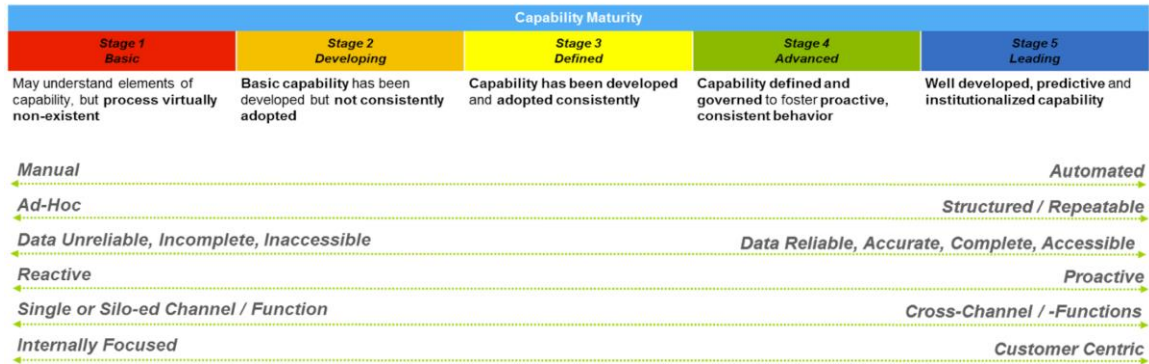 Capability Maturity
Stage 1
Basic
Stage 2
Developing
Stage 3
Defined
Stage 4
Advanced
Stage 5
Leading
May understand elements of
capability, but process virtually
non-existent
Basic capability has been
developed but not consistently
adopted
Capability has been developed
and adopted consistently
Capability defined and
governed to foster proactive,
consistent behavior
Well developed, predictive and
institutionalized capability
Manual
Automated
Ad-Hoc
Structured / Repeatable
Data Unreliable, Incomplete, Inaccessible
Data Reliable, Accurate, Complete, Accessible
Reactive
Proactive
Single or Silo-ed Channel / Function
Cross-Channel / -Functions
Internally Focused
Customer Centric